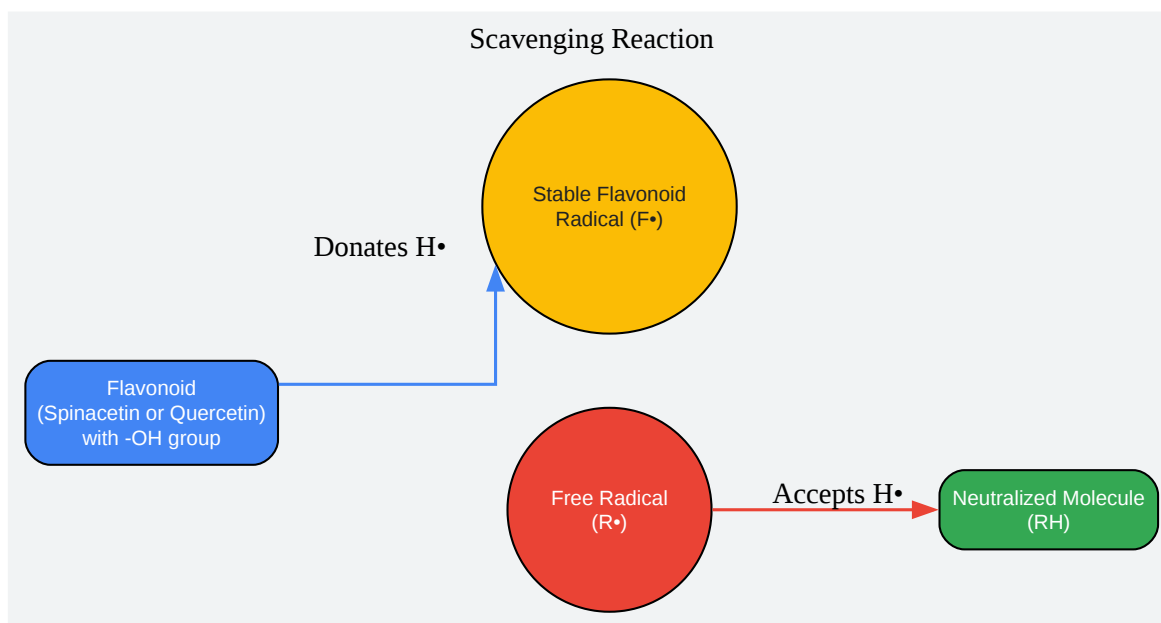 Scavenging Reaction
Stable Flavonoid
Radical (F•)
Donates H•
Flavonoid
(Spinacetin or Quercetin)
with -OH group
Free Radical
(R•)
Accepts H•
Neutralized Molecule
(RH)